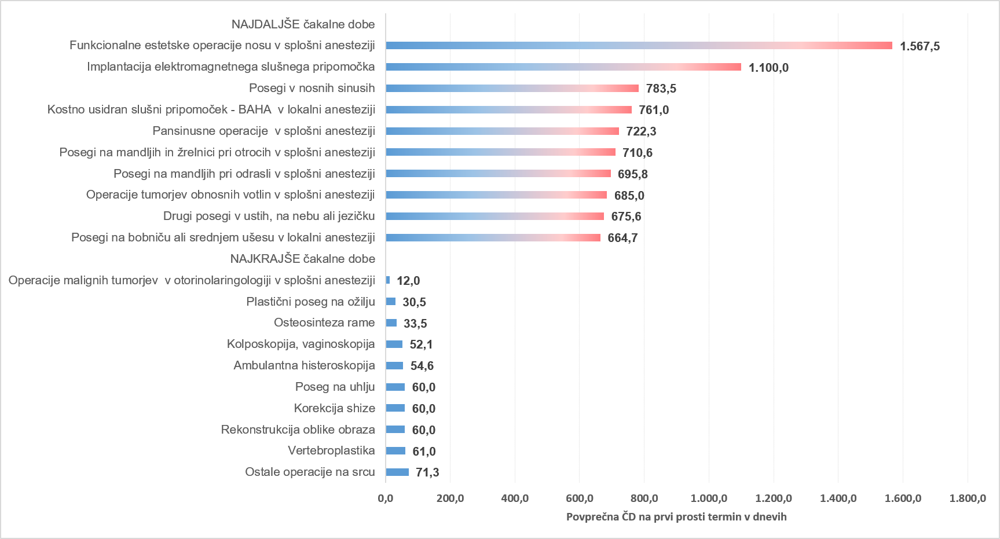 NAJDALJŠE čakalne dobe
Funkcionalne estetske operacije nosu v splošni anesteziji 1.567,5
Implantacija elektromagnetnega slušnega pripomočka 1.100,0
Posegi v nosnih sinusih 783,5
Kostno usidran slušni pripomoček - BAHA  v lokalni anesteziji 761,0
Pansinusne operacije  v splošni anesteziji 722,3
Posegi na mandljih in žrelnici pri otrocih v splošni anesteziji 710,6
Posegi na mandljih pri odrasli v splošni anesteziji 695,8
Operacije tumorjev obnosnih votlin v splošni anesteziji 685,0
Drugi posegi v ustih, na nebu ali jezičku 675,6
Posegi na bobniču ali srednjem ušesu v lokalni anesteziji 664,7
NAJKRAJŠE čakalne dobe
Operacije malignih tumorjev  v otorinolaringologiji v splošni anesteziji 12,0
Plastični poseg na ožilju 30,5
Osteosinteza rame 33,5
Kolposkopija, vaginoskopija 52,1
Ambulantna histeroskopija 54,6
Poseg na uhlju 60,0
Korekcija shize 60,0
Rekonstrukcija oblike obraza 60,0
Vertebroplastika 61,0
Ostale operacije na srcu 71,3
0,0 200,0 400,0 600,0 800,0 1.000,0 1.200,0 1.400,0 1.600,0 1.800,0
Povprečna ČD na prvi prosti termin v dnevih